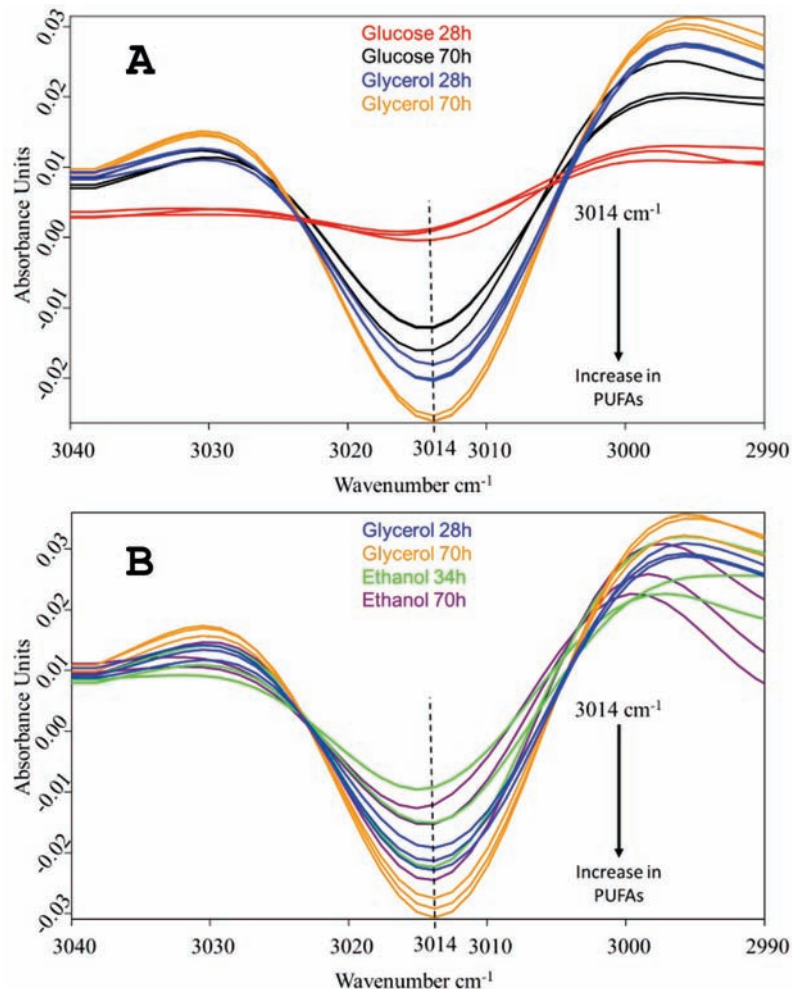 A
Glucose 28h
Glucose 70h
Glycerol 28h
Glycerol 70h
Absorbance Units
0.03
0.02
0.01
0.00
-0.01
-0.02
3014 cm-1
Increase in
PUFAs
3040 3030 3020 3014 3010 3000 2990
Wavenumber cm-1
B
Glycerol 28h
Glycerol 70h
Ethanol 34h
Ethanol 70h
Absorbance Units
0.03
0.02
0.01
0.00
-0.01
-0.02
-0.03
3014 cm-1
Increase in
PUFAs
3040 3030 3020 3014 3010 3000 2990
Wavenumber cm-1